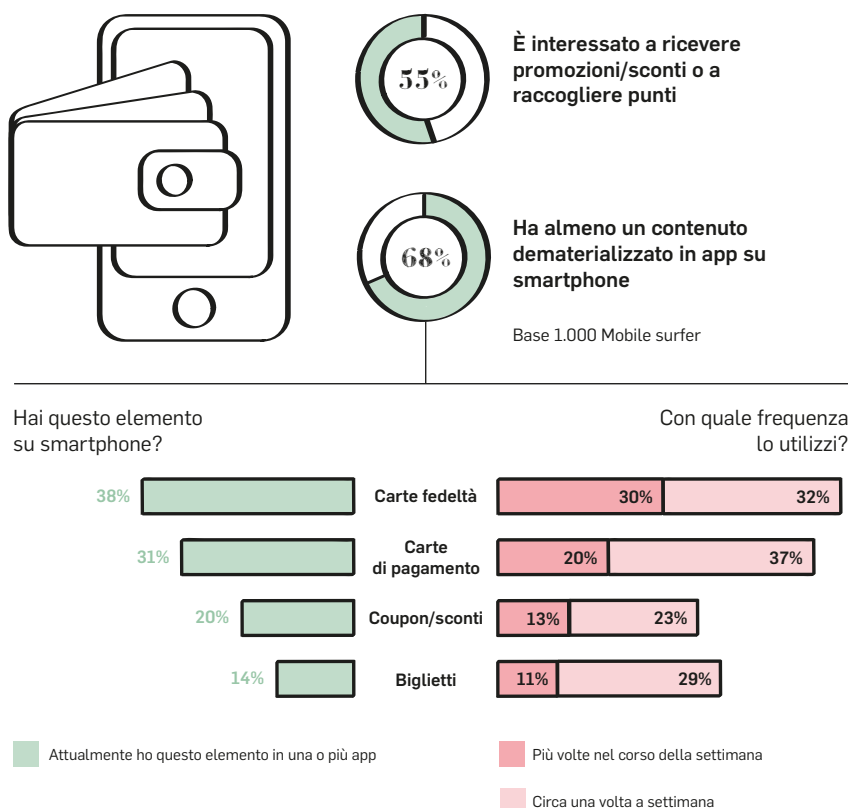 55%
È interessato a ricevere
promozioni/sconti o a
raccogliere punti
68%
Ha almeno un contenuto
dematerializzato in app su
smartphone
Base 1.000 Mobile surfer
Hai questo elemento
su smartphone?
Con quale frequenza
lo utilizzi?
38% Carte fedeltà 30% 32%
31% Carte
di pagamento 20% 37%
20% Coupon/sconti 13% 23%
14% Biglietti 11% 29%
Attualmente ho questo elemento in una o più app
Più volte nel corso della settimana
Circa una volta a settimana